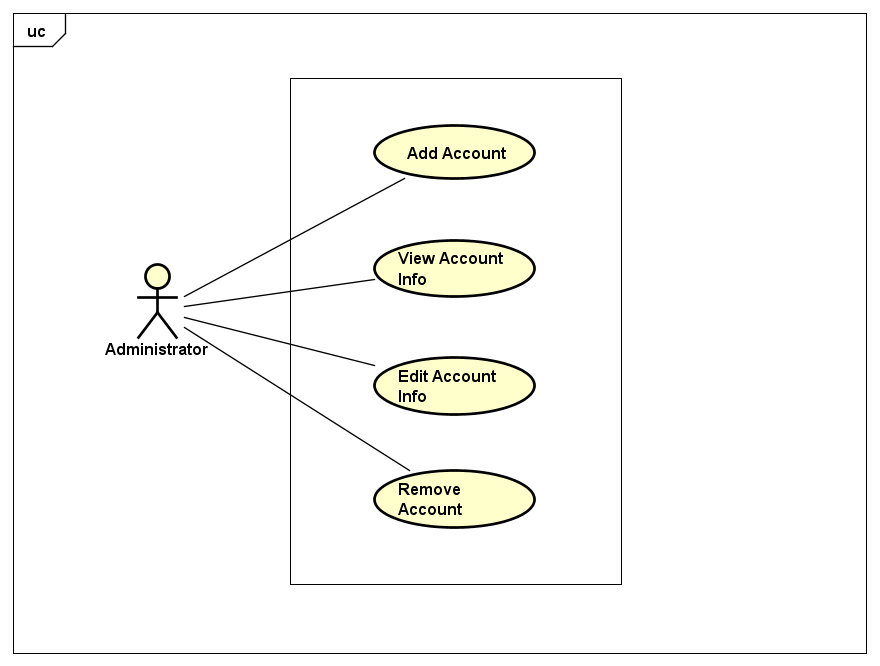 uc
Add Account
View Account
Info
Administrator
Edit Account
Info
Remove
Account